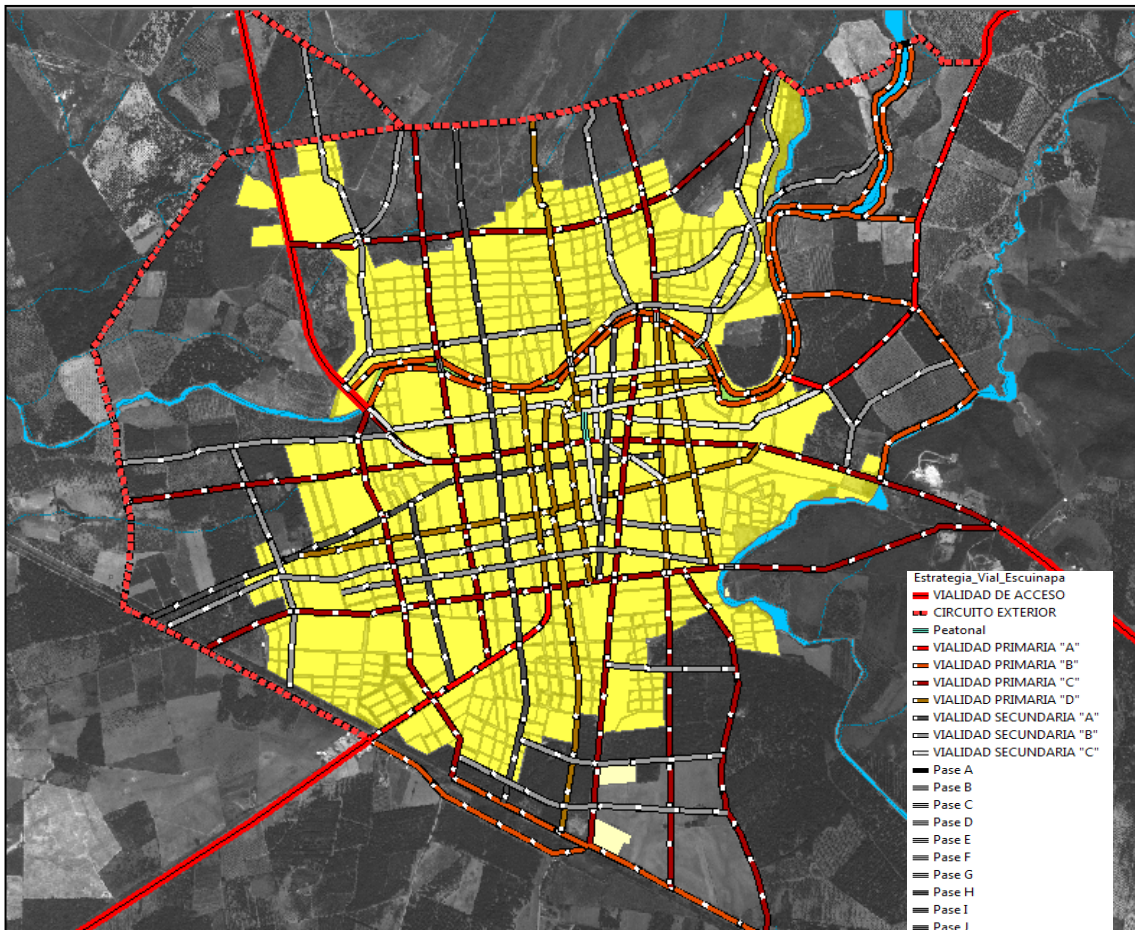 Estrategia_Vial_Escuinapa
VIALIDAD DE ACCESO
CIRCUITO EXTERIOR
Peatonal
VIALIDAD PRIMARIA "A"
VIALIDAD PRIMARIA "B"
VIALIDAD PRIMARIA "C"
VIALIDAD PRIMARIA "D"
VIALIDAD SECUNDARIA "A"
VIALIDAD SECUNDARIA "B"
VIALIDAD SECUNDARIA "C"
Pase A
Pase B
Pase C
Pase D
Pase E
Pase F
Pase G
Pase H
Pase I
Pase J